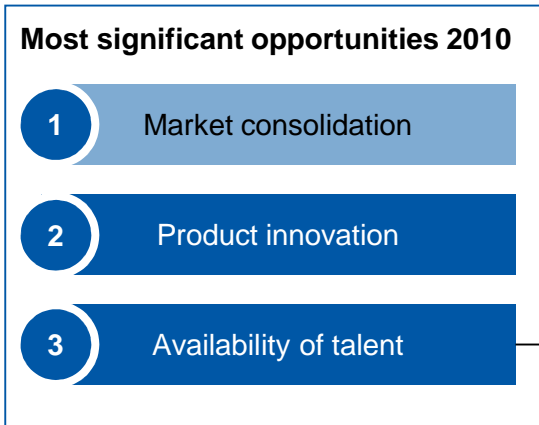 Most significant opportunities 2010
1 Market consolidation
2 Product innovation
3 Availability of talent